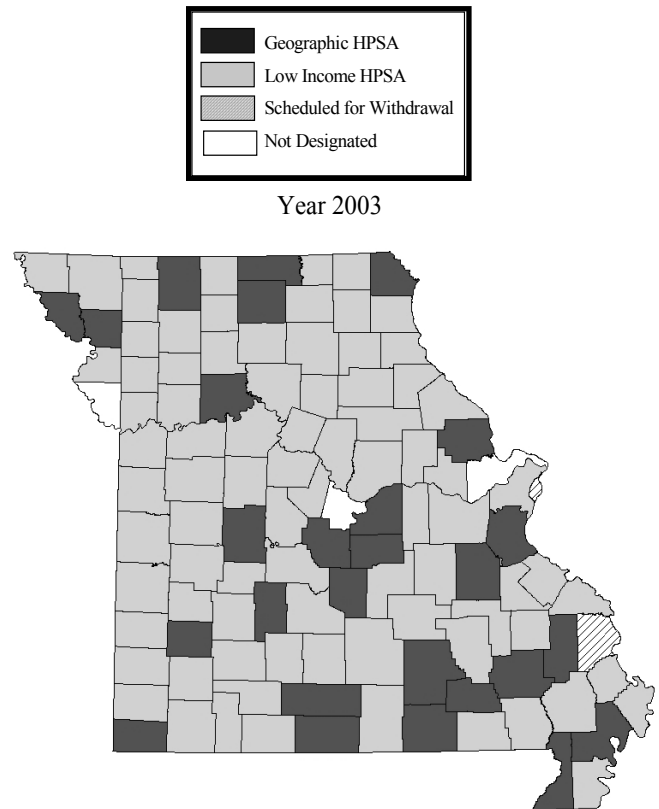 Geographic HPSA
Low Income HPSA
Scheduled for Withdrawal
Not Designated
Year 2003